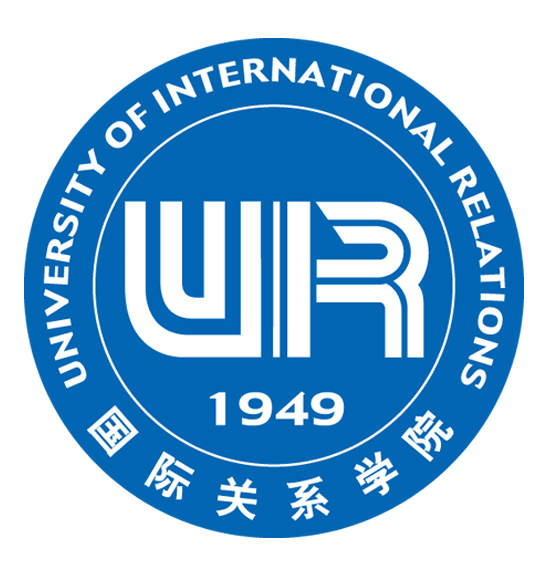 UNIVERSITY OF INTERNATIONAL RELATIONS
UIR
1949
国际关系学院